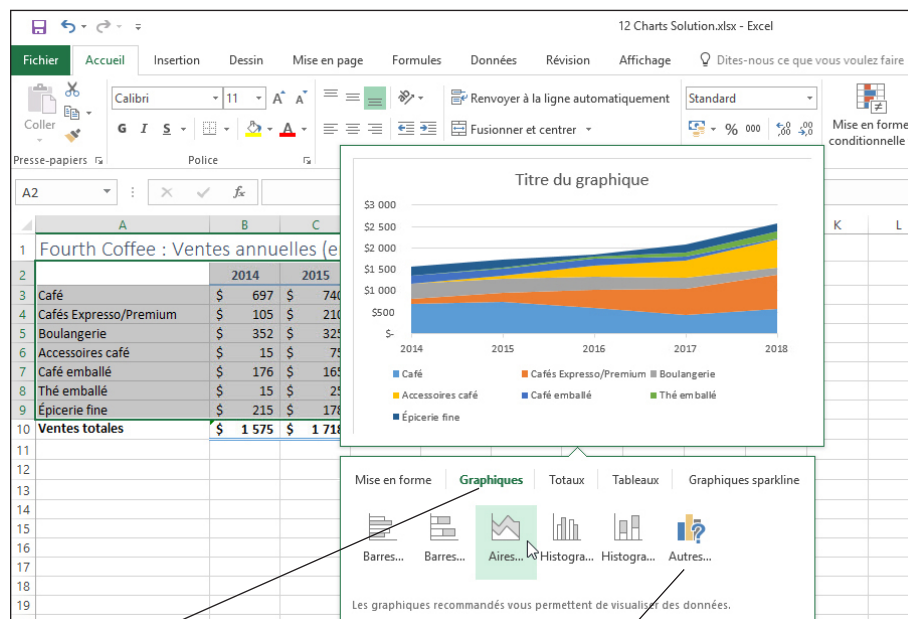 12 Charts Solution.xlsx - Excel
Fichier Accueil Insertion Dessin Mise en page Formules Données Révision Affichage Dites-nous ce que vous voulez faire
Coller
Calibri 11 A A Renvoyer à la ligne automatiquement Standard
G I S A Fusionner et centrer % 000 ,00 Mise en forme
conditionnelle
Presse-papiers Police
A2 fx
A B C K L
1 Fourth Coffee : Ventes annuelles (e
2 2014 2015
3 Café $ 697 $ 740
4 Cafés Expresso/Premium $ 105 $ 210
5 Boulangerie $ 352 $ 325
6 Accessoires café $ 15 $ 75
7 Café emballé $ 176 $ 165
8 Thé emballé $ 15 $ 25
9 Épicerie fine $ 215 $ 178
10 Ventes totales $ 1 575 $ 1 718
11
12
13
14
15
16
17
18
19
Titre du graphique
$3 000
$2 500
$2 000
$1 500
$1 000
$500
$-
2014 2015 2016 2017 2018
Café Cafés Expresso/Premium Boulangerie
Accessoires café Café emballé Thé emballé
Épicerie fine
Mise en forme Graphiques Totaux Tableaux Graphiques sparkline
Barres... Barres... Aires... Histogra... Histogra... Autres...
Les graphiques recommandés vous permettent de visualiser des données.